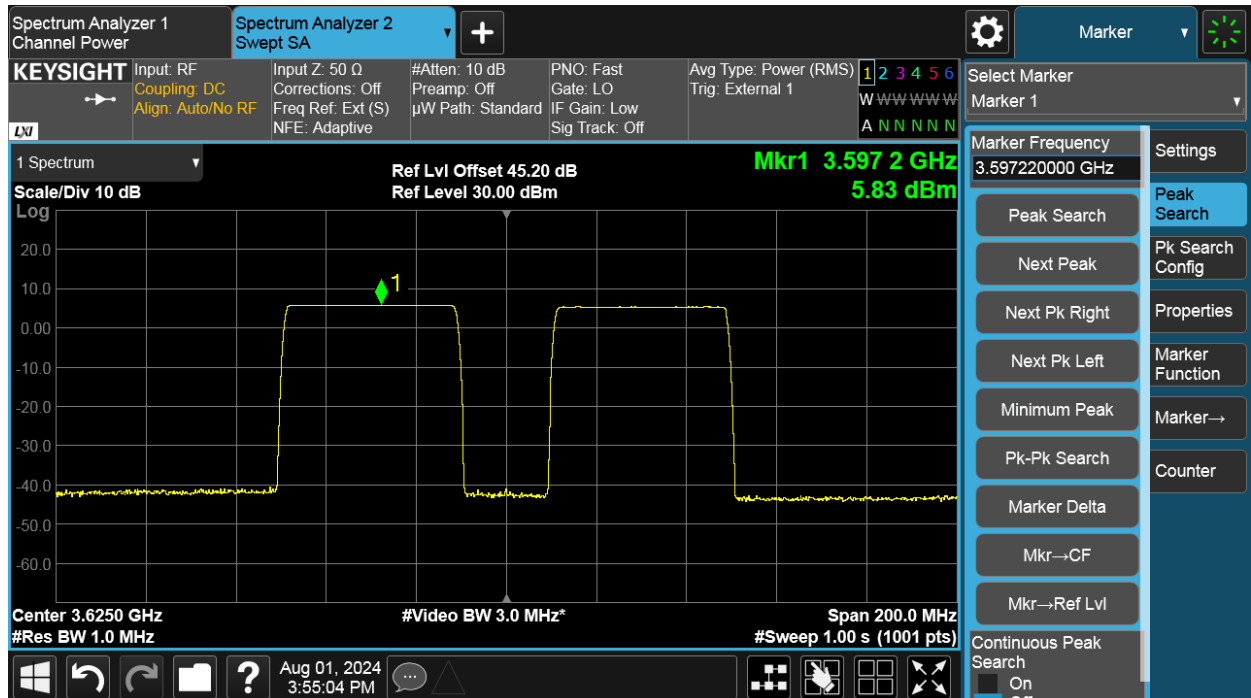 Spectrum Analyzer 1
Channel Power
Spectrum Analyzer 2
Swept SA
+
Marker
KEYSIGHT
LXI
Input: RF
Coupling: DC
Align: Auto/No RF
Input Z: 50 Ω
Corrections: Off
Freq Ref: Ext (S)
NFE: Adaptive
#Atten: 10 dB
Preamp: Off
µW Path: Standard
PNO: Fast
Gate: LO
IF Gain: Low
Sig Track: Off
Avg Type: Power (RMS)
Trig: External 1
1 2 3 4 5 6
W W W W W W
A N N N N N
Select Marker
Marker 1
1 Spectrum
Scale/Div 10 dB
Log
Ref Lvl Offset 45.20 dB
Ref Level 30.00 dBm
Mkr1 3.597 2 GHz
5.83 dBm
20.0
10.0
0.00
-10.0
-20.0
-30.0
-40.0
-50.0
-60.0
1
Center 3.6250 GHz
#Res BW 1.0 MHz
#Video BW 3.0 MHz*
Span 200.0 MHz
#Sweep 1.00 s (1001 pts)
Marker Frequency
3.597220000 GHz
Peak Search
Next Peak
Next Pk Right
Next Pk Left
Minimum Peak
Pk-Pk Search
Marker Delta
Mkr→CF
Mkr→Ref Lvl
Continuous Peak
Search
On
Off
Settings
Peak
Search
Pk Search
Config
Properties
Marker
Function
Marker→
Counter
?
Aug 01, 2024
3:55:04 PM